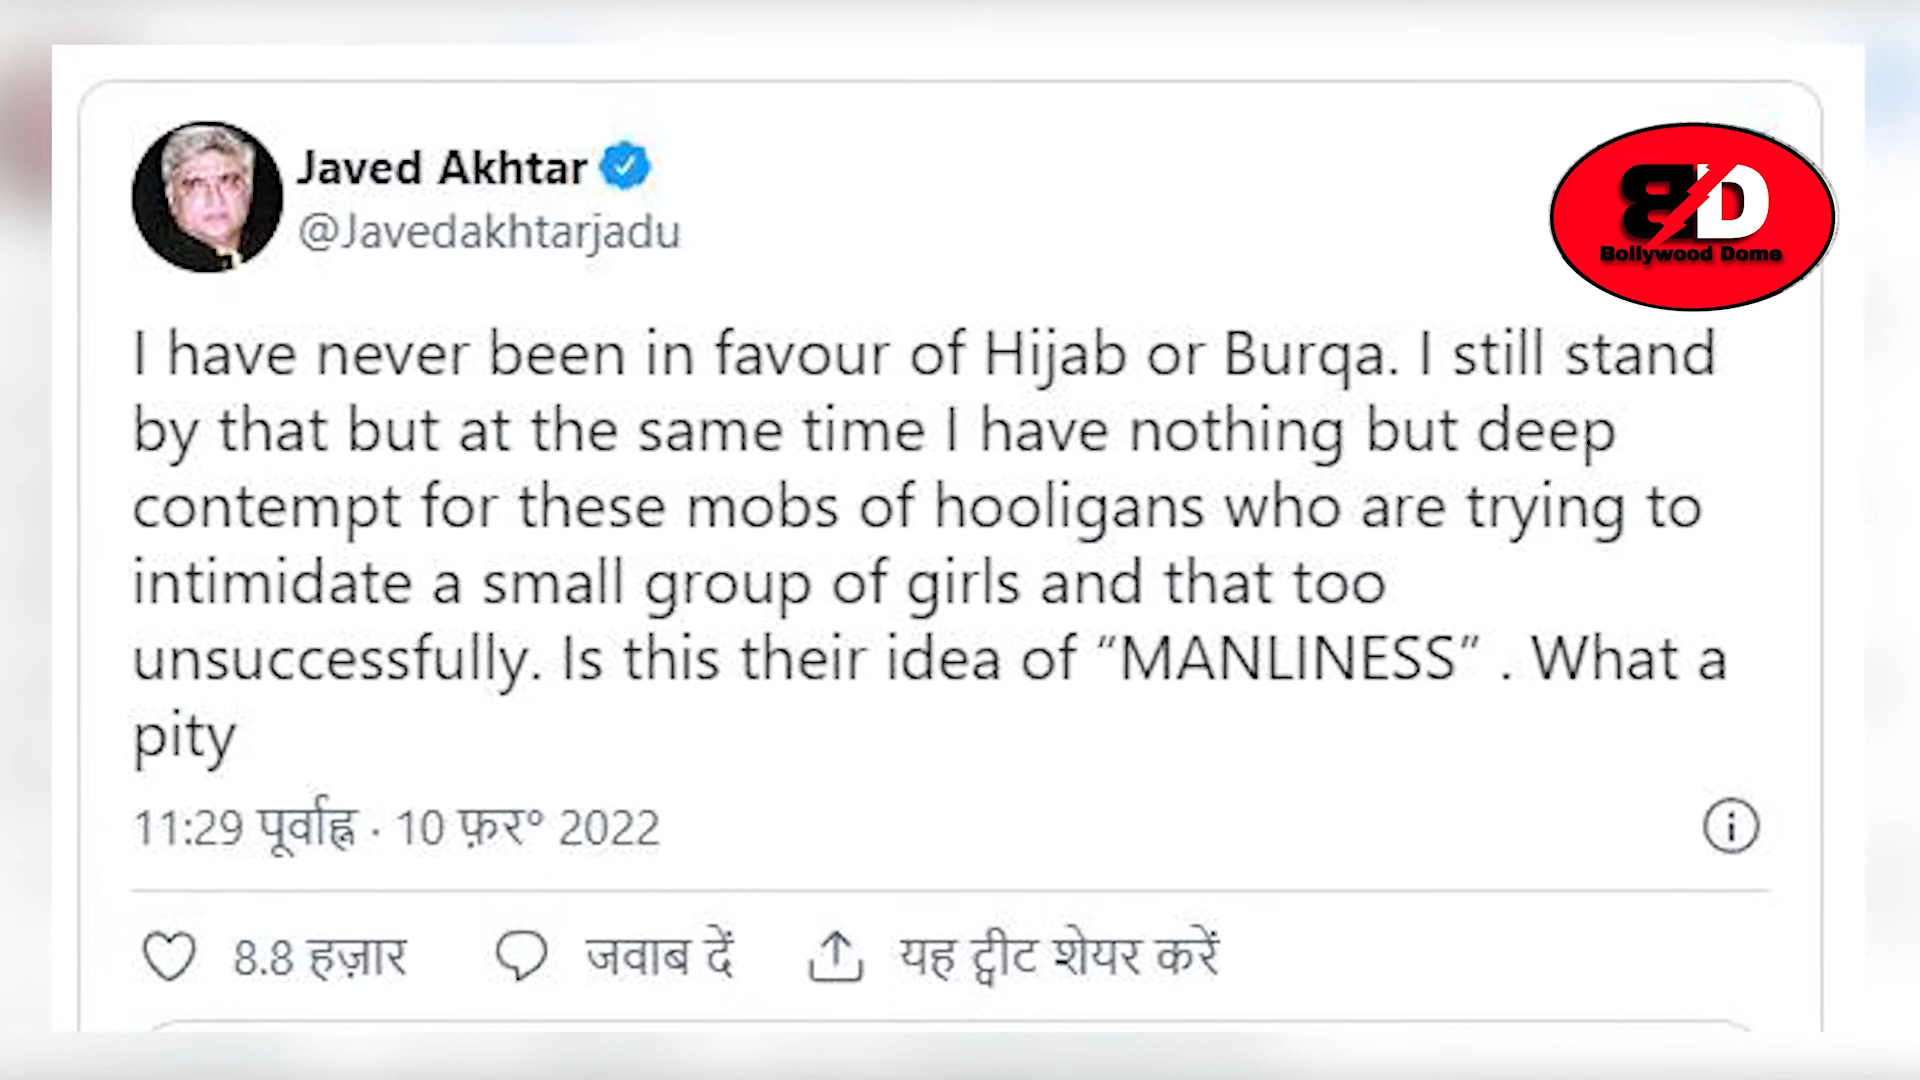 Javed Akhtar
@Javedakhtarjadu
BD
Bollywood Dome
I have never been in favour of Hijab or Burqa. I still stand
by that but at the same time I have nothing but deep
contempt for these mobs of hooligans who are trying to
intimidate a small group of girls and that too
unsuccessfully. Is this their idea of “MANLINESS” . What a
pity
11:29 पूर्वाह्न · 10 फ़र॰ 2022
8.8 हज़ार जवाब दें यह ट्वीट शेयर करें